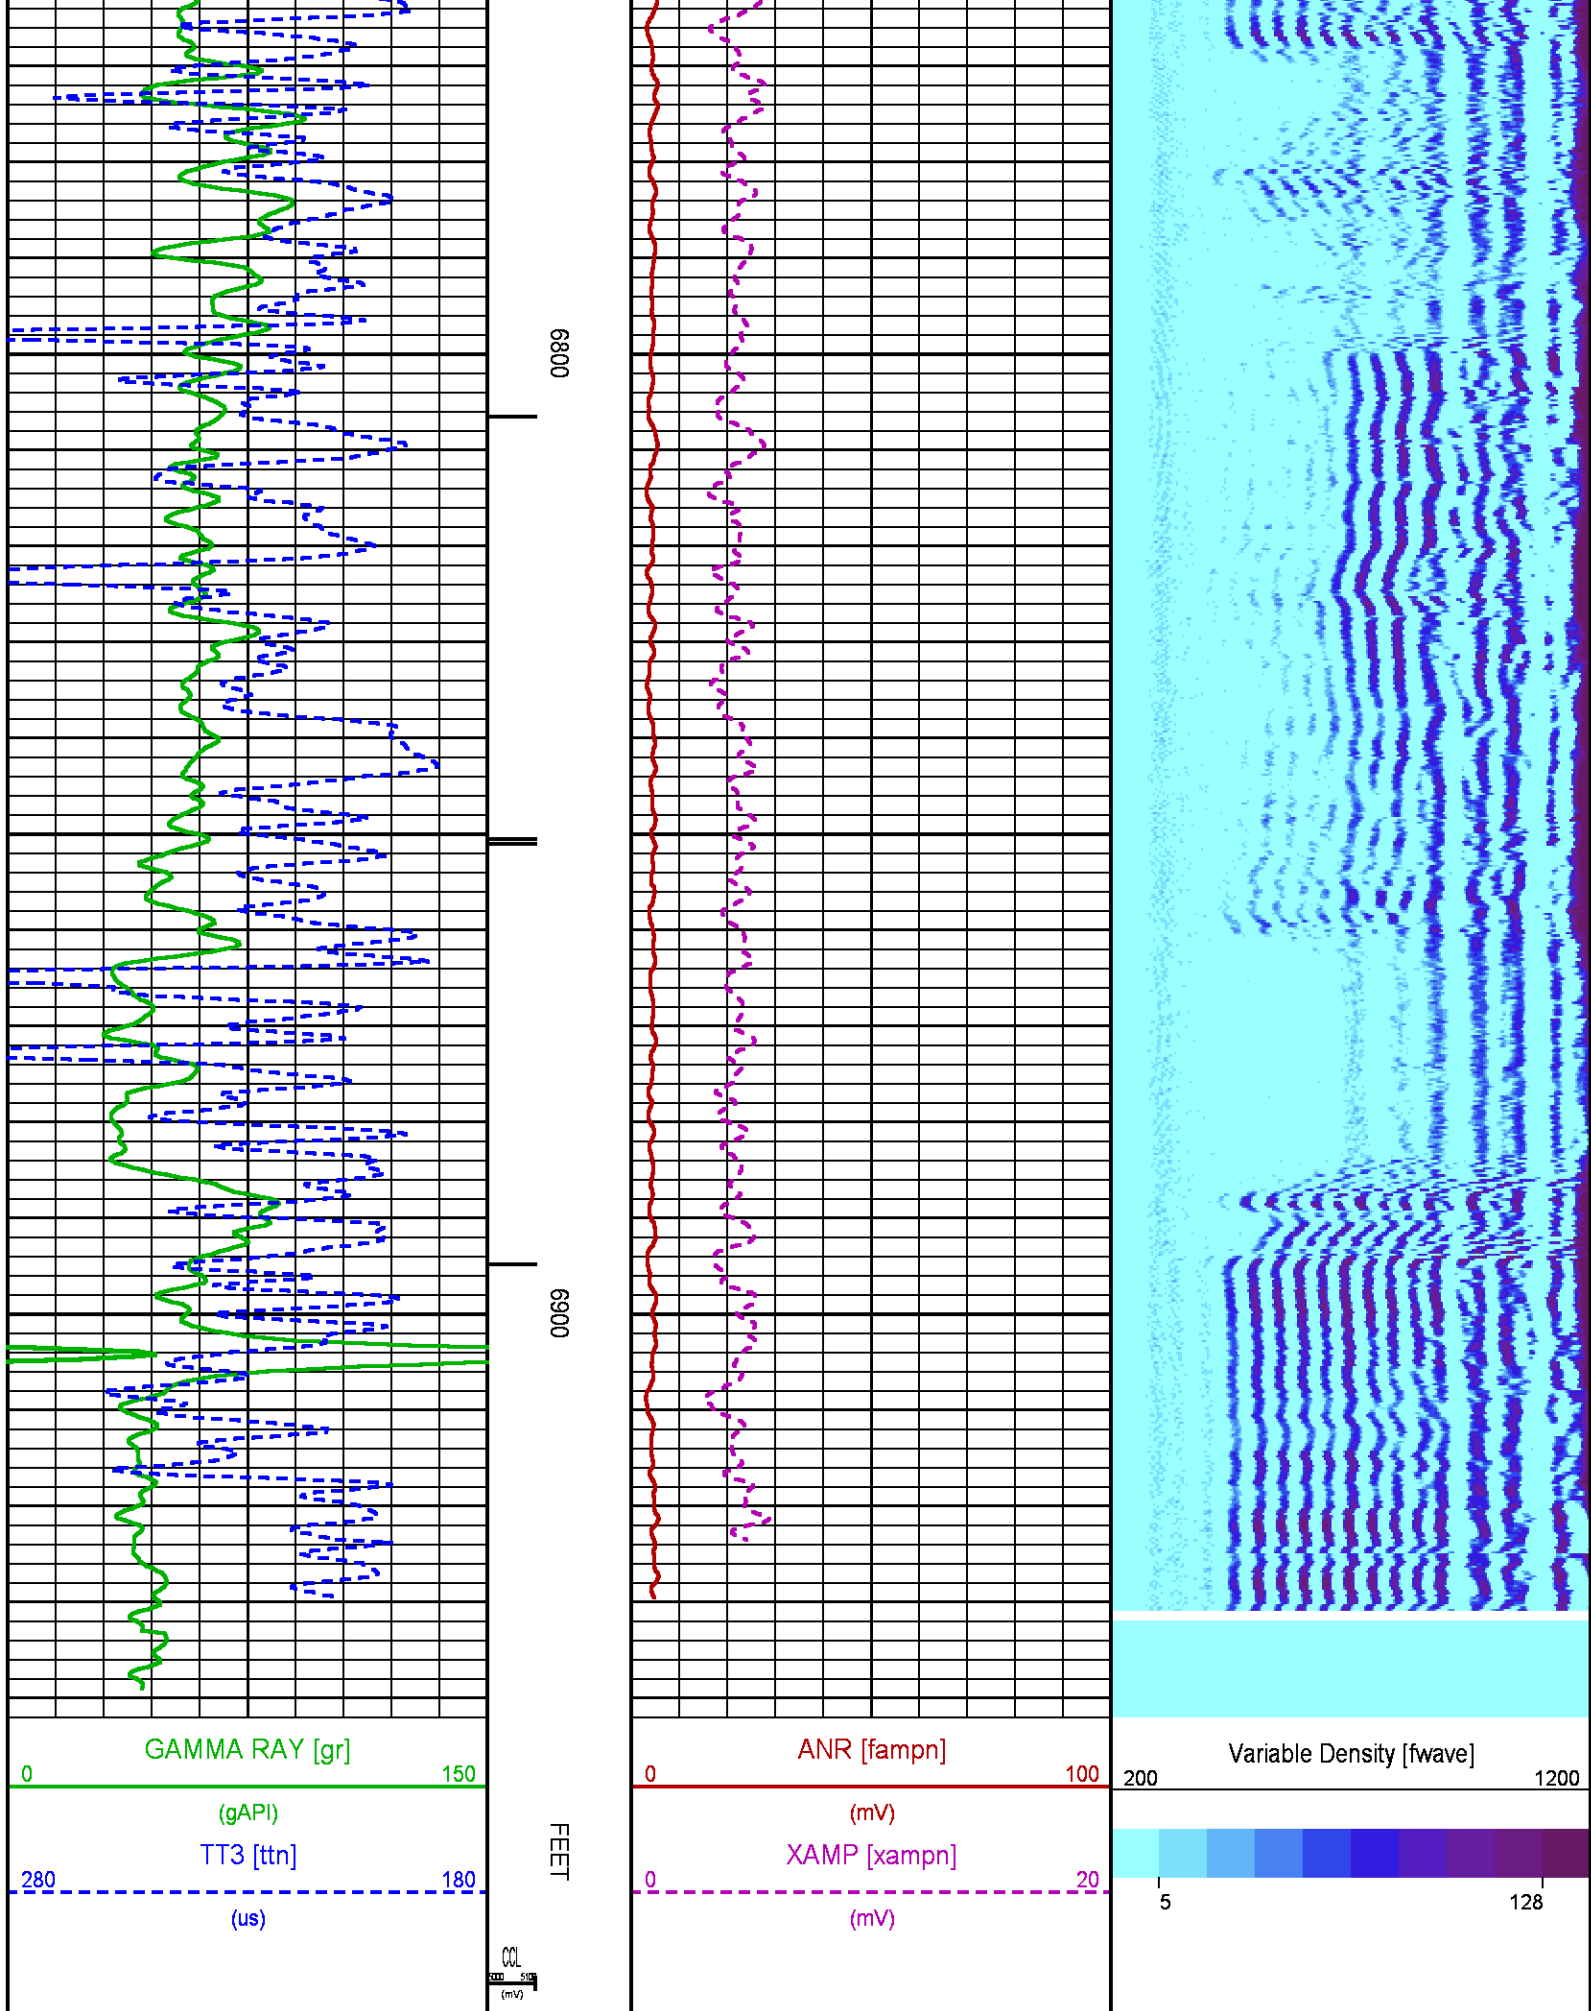 6800
6900
GAMMA RAY [gr]
0 150
(gAPI)
TT3 [ttn]
280 180
(us)
FEET
CCL
(mV)
ANR [fampn]
0 100
(mV)
XAMP [xampn]
0 20
(mV)
Variable Density [fwave]
200 1200
5 128